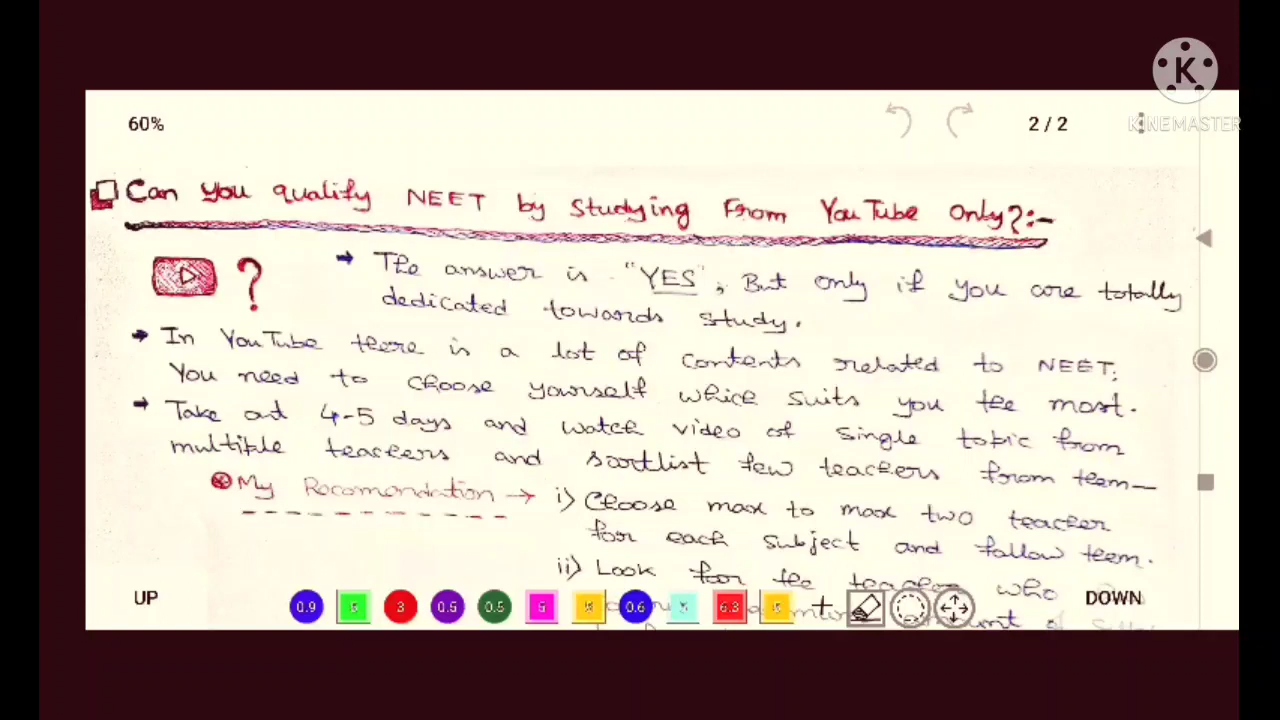 KINEMASTER
60%
2 / 2
Can you qualify NEET by Studying From YouTube Only?:-
?
→ The answer is "YES", But only if you are totally
dedicated towards study.
→ In YouTube there is a lot of contents related to NEET.
You need to choose yourself which suits you the most.
→ Take out 4-5 days and watch video of single topic from
multiple teachers and sortlist few teachers from them—
My Recomondation →
i) Choose max to max two teacher
for each subject and follow them.
ii) Look for the teacher who
UP
0.9 5 3 0.5 0.5 5 0.6 6.3 +
DOWN